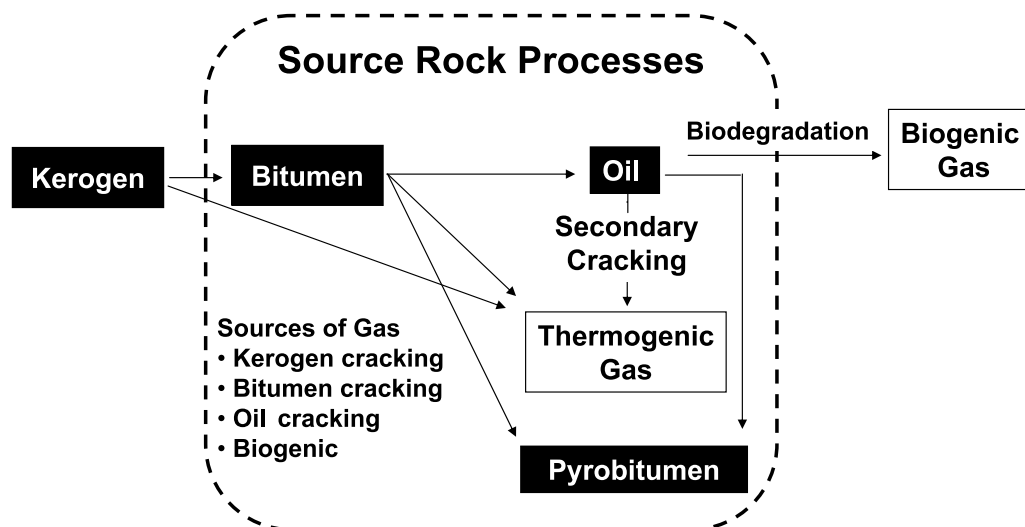 Source Rock Processes
Biodegradation
Biogenic
Gas
Kerogen
Bitumen
Oil
Secondary
Cracking
Thermogenic
Gas
Sources of Gas
• Kerogen cracking
• Bitumen cracking
• Oil cracking
• Biogenic
Pyrobitumen